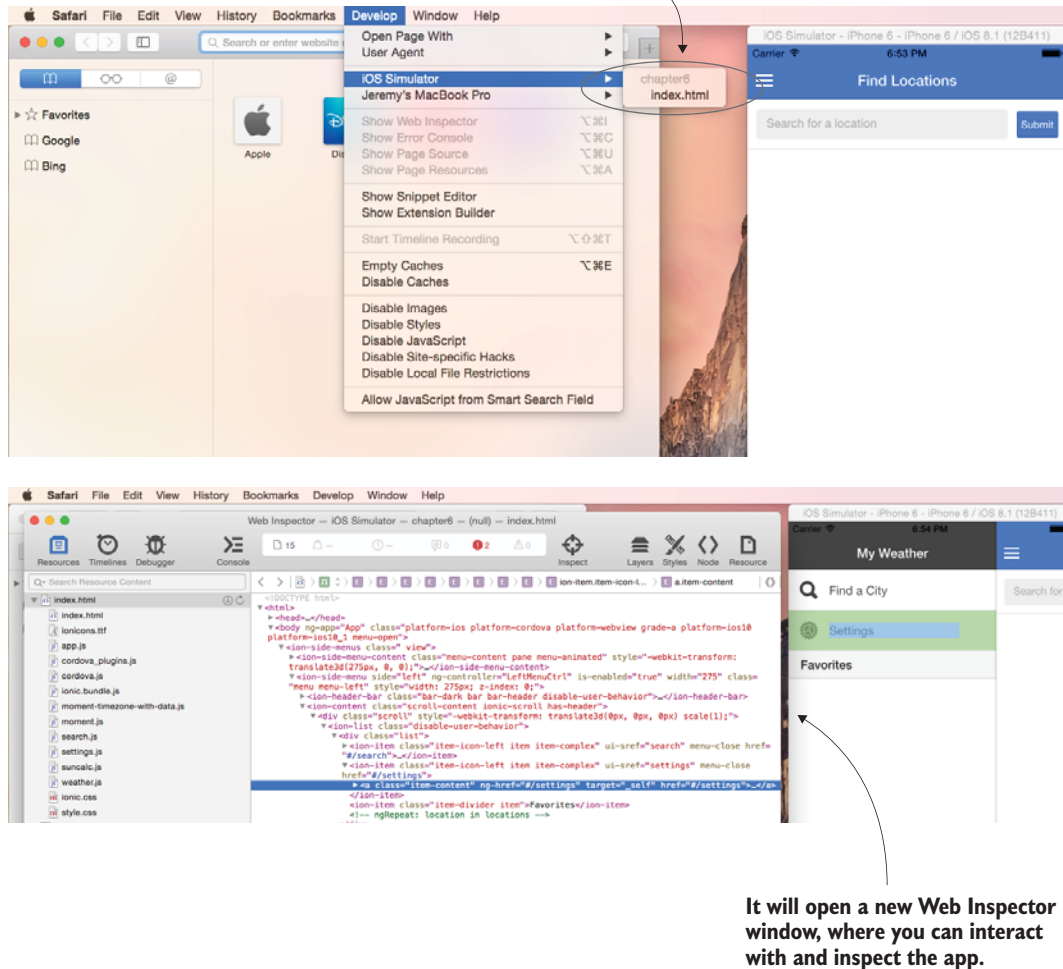 Safari File Edit View History Bookmarks Develop Window Help
Search or enter website
Favorites
Google
Bing
Apple
Dis
Open Page With
User Agent
iOS Simulator
Jeremy's MacBook Pro
Show Web Inspector ⌥⌘I
Show Error Console ⌥⌘C
Show Page Source ⌥⌘U
Show Page Resources ⌥⌘A
Show Snippet Editor
Show Extension Builder
Start Timeline Recording ⌥⇧⌘T
Empty Caches ⌥⌘E
Disable Caches
Disable Images
Disable Styles
Disable JavaScript
Disable Site-specific Hacks
Disable Local File Restrictions
Allow JavaScript from Smart Search Field
chapter6
index.html
iOS Simulator - iPhone 6 - iPhone 6 / iOS 8.1 (12B411)
Carrier 6:53 PM
Find Locations
Search for a location Submit
Safari File Edit View History Bookmarks Develop Window Help
Web Inspector — iOS Simulator — chapter6 — (null) — index.html
Resources Timelines Debugger Console
15 2 0 0
Inspect Layers Styles Node Resource
Search Resource Content
index.html
index.html
ionicons.ttf
app.js
cordova_plugins.js
cordova.js
ionic.bundle.js
moment-timezone-with-data.js
moment.js
search.js
settings.js
suncalc.js
weather.js
ionic.css
style.css
E E E E E E E E E ion-item.item-icon-l... E a.item-content
<!DOCTYPE html>
<html>
<head>…</head>
<body ng-app="App" class="platform-ios platform-cordova platform-webview grade-a platform-ios10
platform-ios10_1 menu-open">
<ion-side-menus class=" view">
<ion-side-menu-content class="menu-content pane menu-animated" style="-webkit-transform:
translate3d(275px, 0, 0);">…</ion-side-menu-content>
<ion-side-menu side="left" ng-controller="LeftMenuCtrl" is-enabled="true" width="275" class=
"menu menu-left" style="width: 275px; z-index: 0;">
<ion-header-bar class="bar-dark bar bar-header disable-user-behavior">…</ion-header-bar>
<ion-content class="scroll-content ionic-scroll has-header">
<div class="scroll" style="-webkit-transform: translate3d(0px, 0px, 0px) scale(1);">
<ion-list class="disable-user-behavior">
<div class="list">
<ion-item class="item-icon-left item item-complex" ui-sref="search" menu-close href=
"#/search">…</ion-item>
<ion-item class="item-icon-left item item-complex" ui-sref="settings" menu-close
href="#/settings">
<a class="item-content" ng-href="#/settings" target="_self" href="#/settings">…</a>
</ion-item>
<ion-item class="item-divider item">Favorites</ion-item>
<!-- ngRepeat: location in locations -->
iOS Simulator - iPhone 6 - iPhone 6 / iOS 8.1 (12B411)
Carrier 6:54 PM
My Weather
Find a City
Settings
Favorites
Search for
It will open a new Web Inspector
window, where you can interact
with and inspect the app.